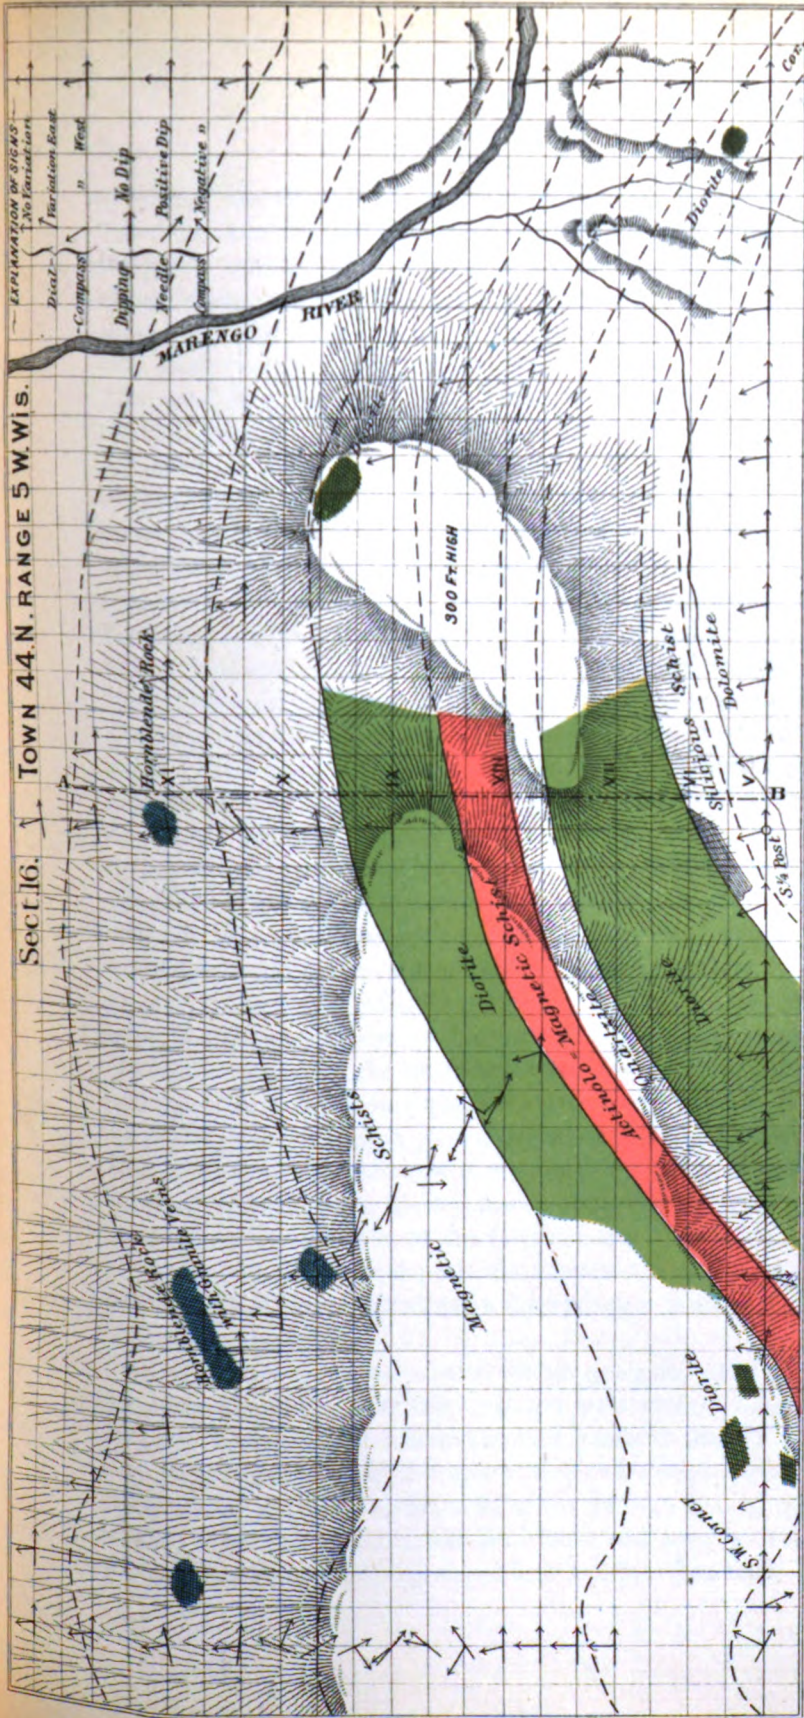 Sect.16. TOWN 44.N. RANGE 5 W. Wis.
EXPLANATION OF SIGNS
Dial-Compass
No Variation
Variation East
" West
Dipping Needle Compass
No Dip
Positive Dip
Negative "
MARENGO RIVER
Hornblende Rock
XI
X
IX
VIII
VII
VI
V
A
B
300 FT. HIGH
Diorite
Silicious Schist
Dolomite
S.¼ Post
Diorite
Actinolo-Magnetic Schist
Quartzite
Diorite
Magnetic Schists
Hornblende Rock
with Granite Veins
Diorite
S.W. Corner
Cor.